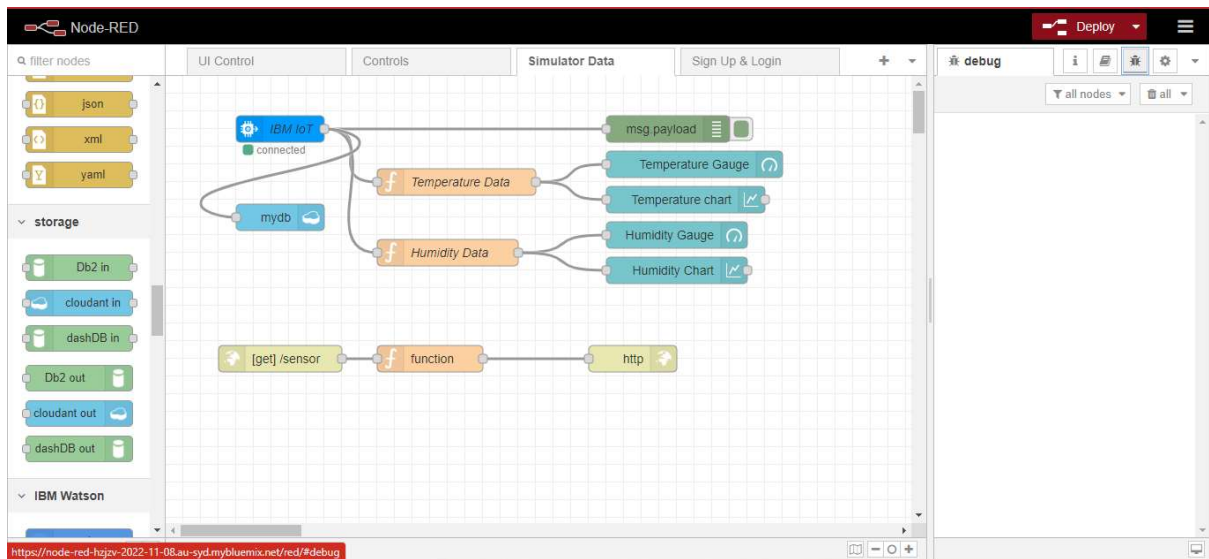 Node-RED
Deploy
filter nodes
UI Control
Controls
Simulator Data
Sign Up & Login
debug
i
all nodes
all
json
xml
yaml
storage
Db2 in
cloudant in
dashDB in
Db2 out
cloudant out
dashDB out
IBM Watson
IBM IoT
connected
msg.payload
Temperature Data
Temperature Gauge
Temperature chart
mydb
Humidity Data
Humidity Gauge
Humidity Chart
[get] /sensor
function
http
https://node-red-hzjzv-2022-11-08.au-syd.mybluemix.net/red/#debug